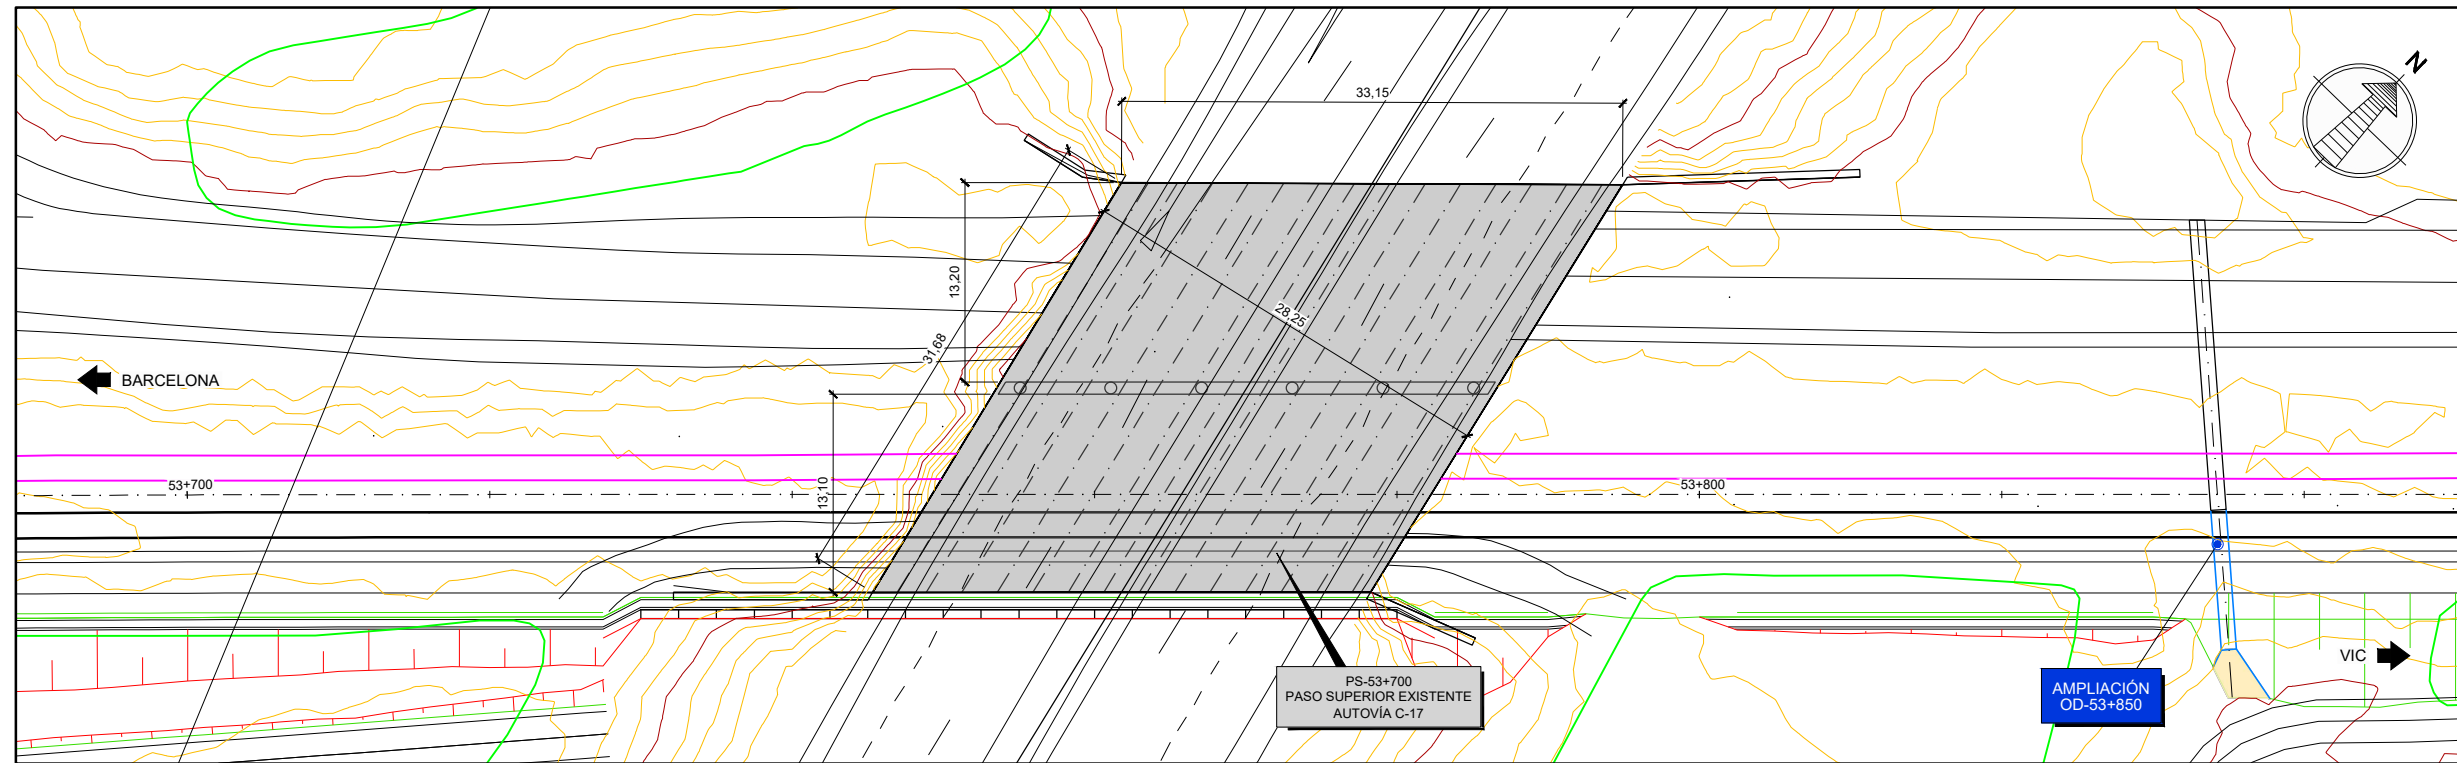 N
33,15
13,20
28,25
31,68
BARCELONA
13,10
53+700
53+800
VIC
PS-53+700
PASO SUPERIOR EXISTENTE
AUTOVÍA C-17
AMPLIACIÓN
OD-53+850